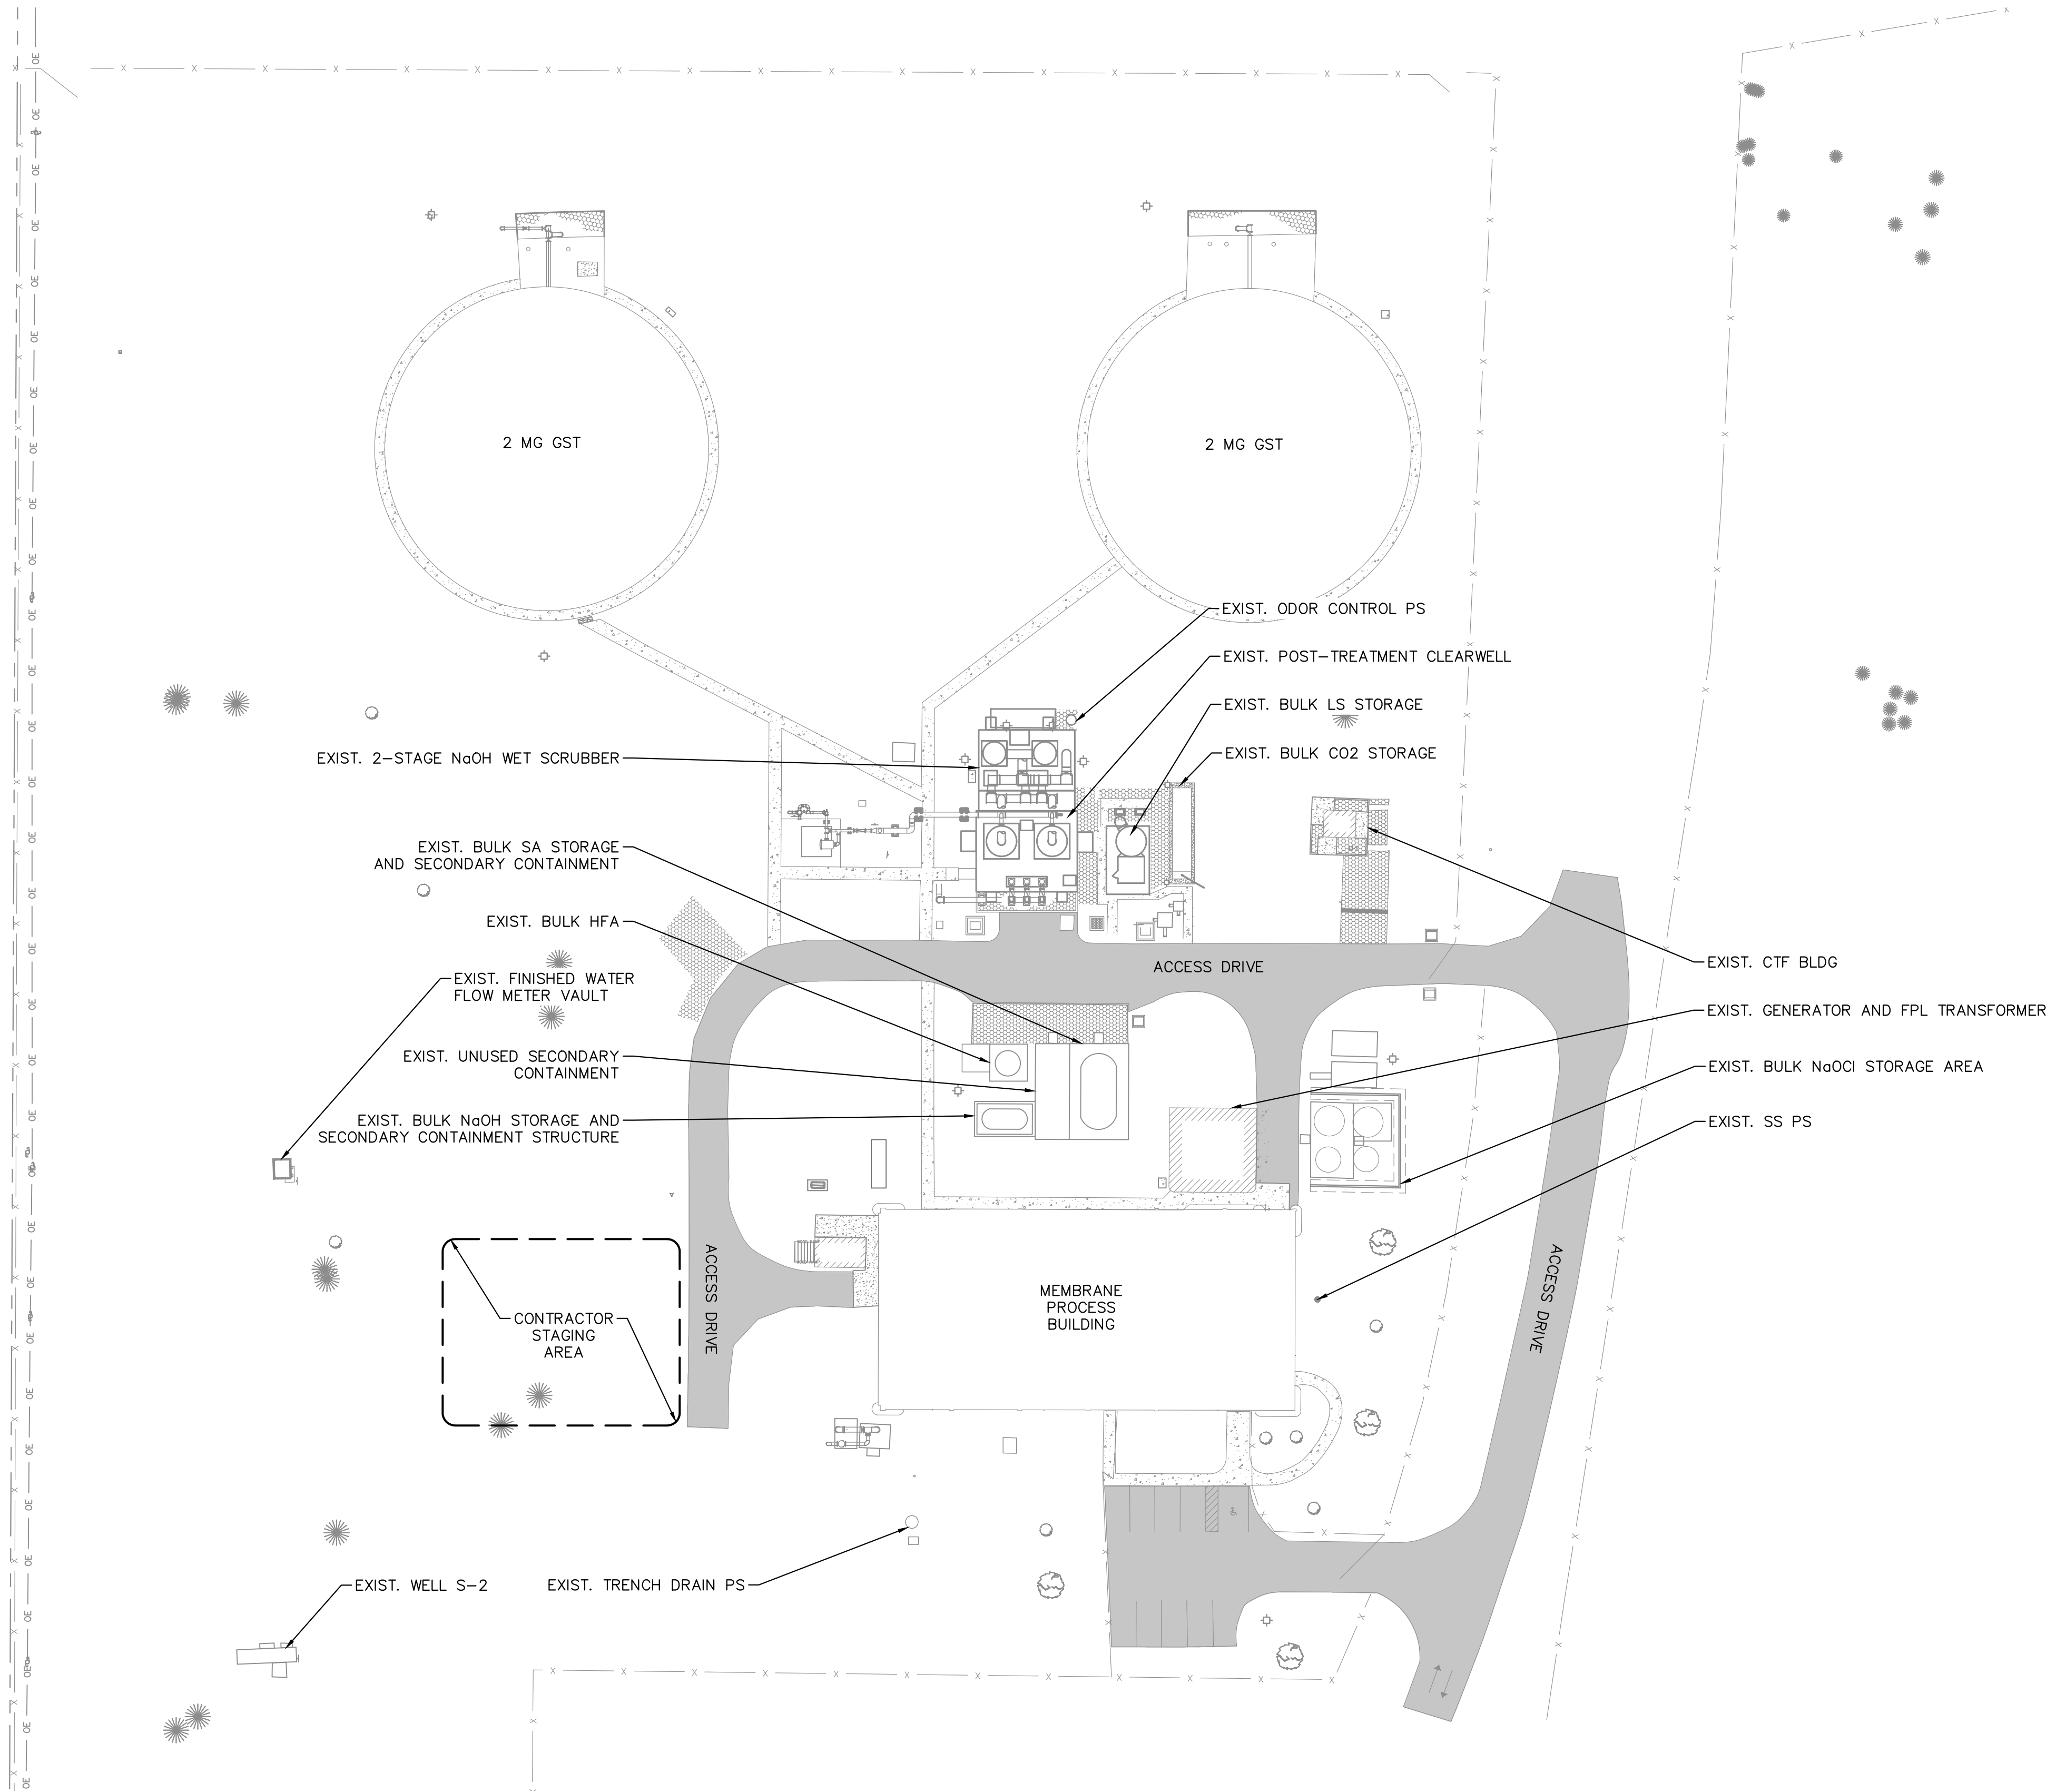 2 MG GST
2 MG GST
EXIST. ODOR CONTROL PS
EXIST. POST-TREATMENT CLEARWELL
EXIST. BULK LS STORAGE
EXIST. 2-STAGE NaOH WET SCRUBBER
EXIST. BULK CO2 STORAGE
EXIST. BULK SA STORAGE
AND SECONDARY CONTAINMENT
EXIST. BULK HFA
EXIST. FINISHED WATER
FLOW METER VAULT
ACCESS DRIVE
EXIST. CTF BLDG
EXIST. GENERATOR AND FPL TRANSFORMER
EXIST. UNUSED SECONDARY
CONTAINMENT
EXIST. BULK NaOCl STORAGE AREA
EXIST. BULK NaOH STORAGE AND
SECONDARY CONTAINMENT STRUCTURE
EXIST. SS PS
ACCESS DRIVE
ACCESS DRIVE
MEMBRANE
PROCESS
BUILDING
CONTRACTOR
STAGING
AREA
EXIST. WELL S-2
EXIST. TRENCH DRAIN PS